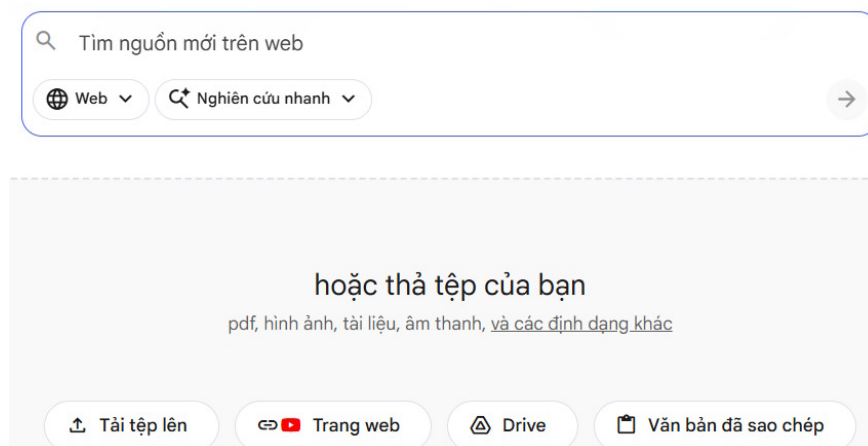 Tìm nguồn mới trên web
Web Nghiên cứu nhanh
hoặc thả tệp của bạn
pdf, hình ảnh, tài liệu, âm thanh, và các định dạng khác
Tải tệp lên Trang web Drive Văn bản đã sao chép